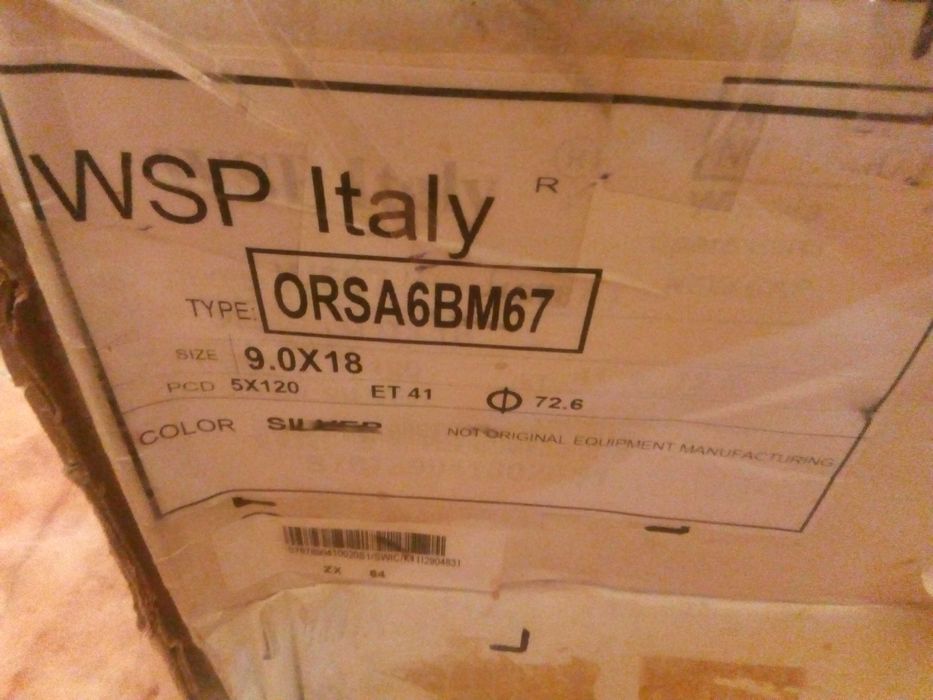 WSP Italy R
TYPE: ORSA6BM67
SIZE 9.0X18
PCD 5X120 ET 41 Φ 72.6
COLOR SILVER
NOT ORIGINAL EQUIPMENT MANUFACTURING
ZX 64